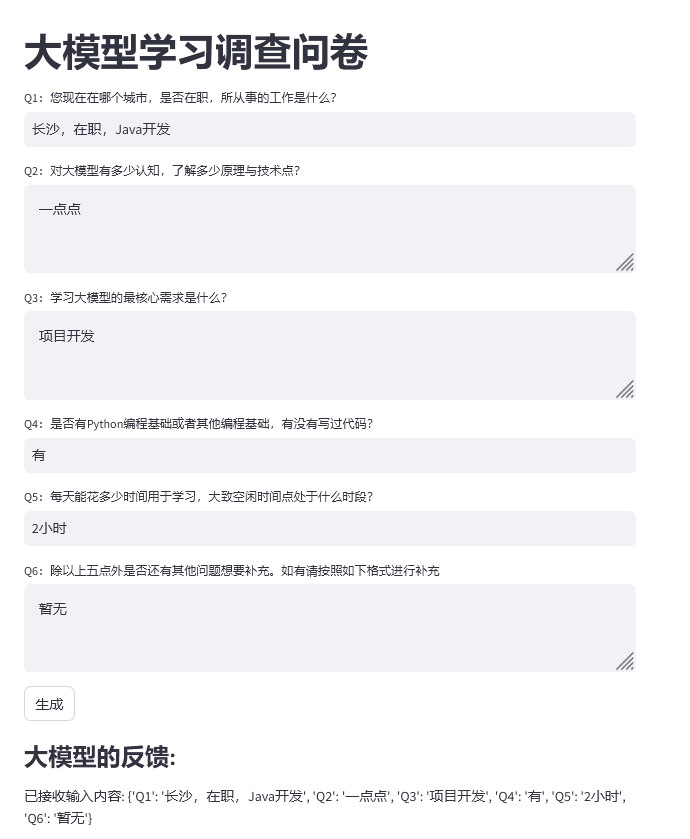 大模型学习调查问卷
Q1：您现在在哪个城市，是否在职，所从事的工作是什么？
长沙，在职，Java开发
Q2：对大模型有多少认知，了解多少原理与技术点？
一点点
Q3：学习大模型的最核心需求是什么？
项目开发
Q4：是否有Python编程基础或者其他编程基础，有没有写过代码？
有
Q5：每天能花多少时间用于学习，大致空闲时间点处于什么时段？
2小时
Q6：除以上五点外是否还有其他问题想要补充。如有请按照如下格式进行补充
暂无
生成
大模型的反馈:
已接收输入内容: {'Q1': '长沙，在职，Java开发', 'Q2': '一点点', 'Q3': '项目开发', 'Q4': '有', 'Q5': '2小时',
'Q6': '暂无'}